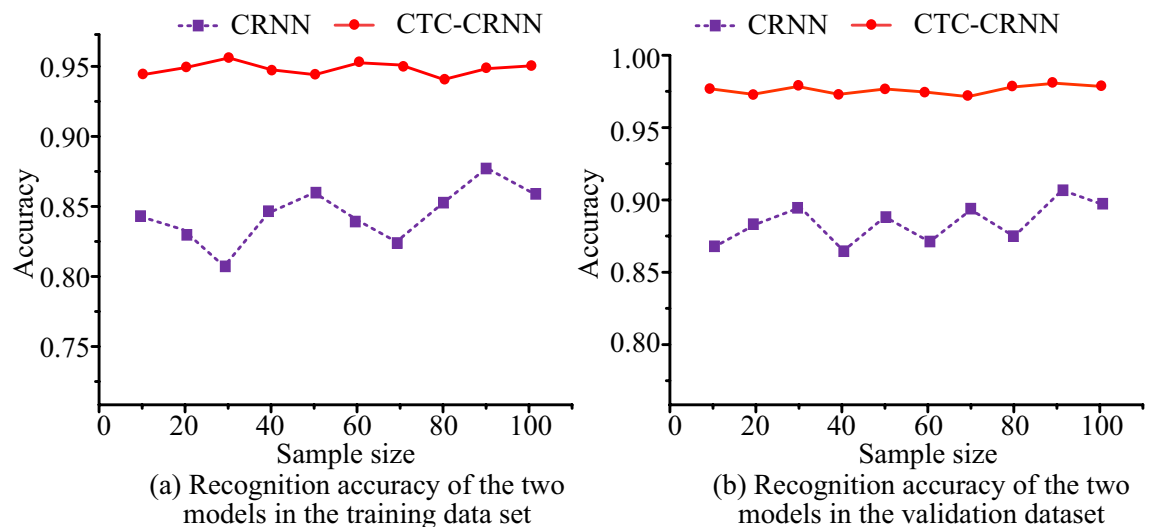 CRNN CTC-CRNN
0.95
0.90
0.85
0.80
0.75
Accuracy
0 20 40 60 80 100
Sample size
(a) Recognition accuracy of the two
models in the training data set
CRNN CTC-CRNN
1.00
0.95
0.90
0.85
0.80
Accuracy
0 20 40 60 80 100
Sample size
(b) Recognition accuracy of the two
models in the validation dataset